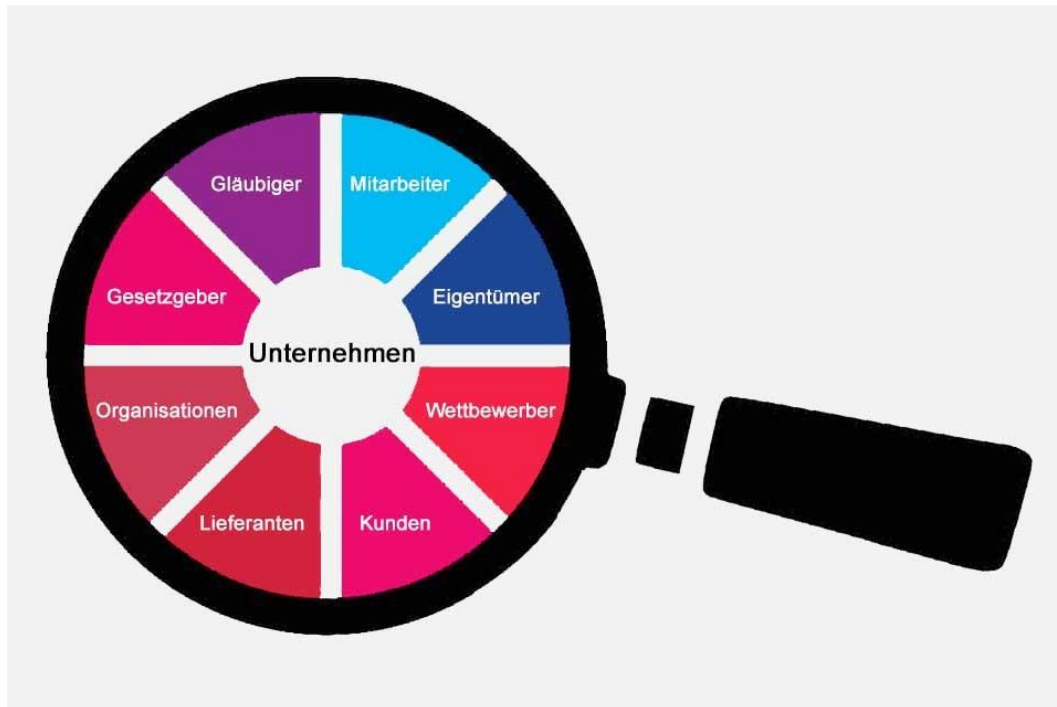 Gläubiger
Mitarbeiter
Gesetzgeber
Eigentümer
Unternehmen
Organisationen
Wettbewerber
Lieferanten
Kunden